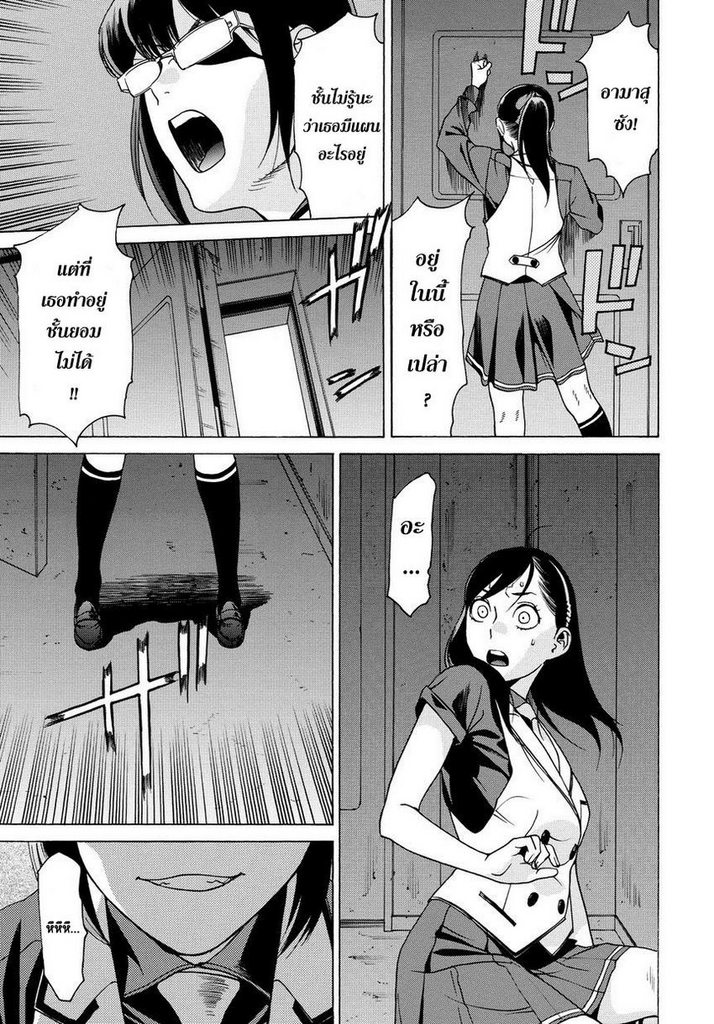 อามาสุ
ซัง!
อยู่
ในนี้
หรือ
เปล่า
?
ชั้นไม่รู้นะ
ว่าเธอมีแผน
อะไรอยู่
แต่ที่
เธอทำอยู่
ชั้นยอม
ไม่ได้
!!
อะ
...
หึหึหึ...